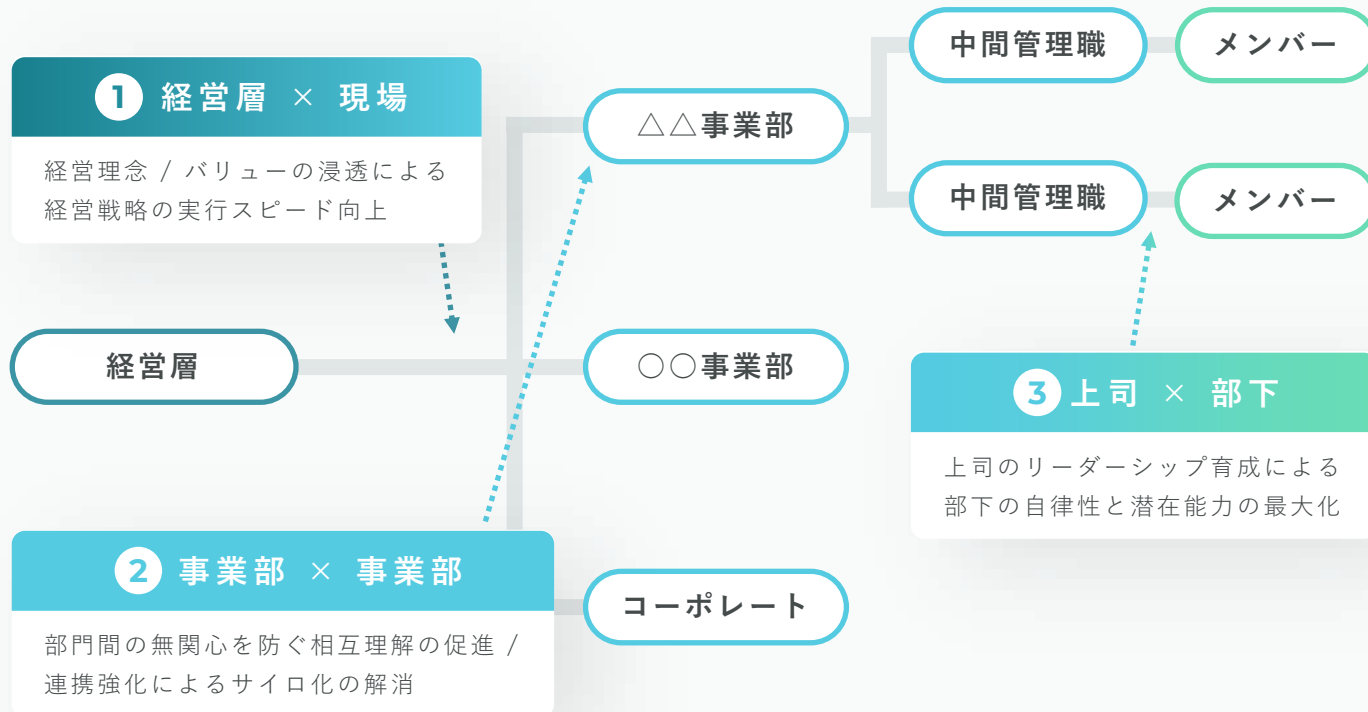 1 経営層 × 現場
経営理念 / バリューの浸透による
経営戦略の実行スピード向上
経営層
2 事業部 × 事業部
部門間の無関心を防ぐ相互理解の促進 /
連携強化によるサイロ化の解消
△△事業部
○○事業部
コーポレート
中間管理職
メンバー
中間管理職
メンバー
3 上司 × 部下
上司のリーダーシップ育成による
部下の自律性と潜在能力の最大化